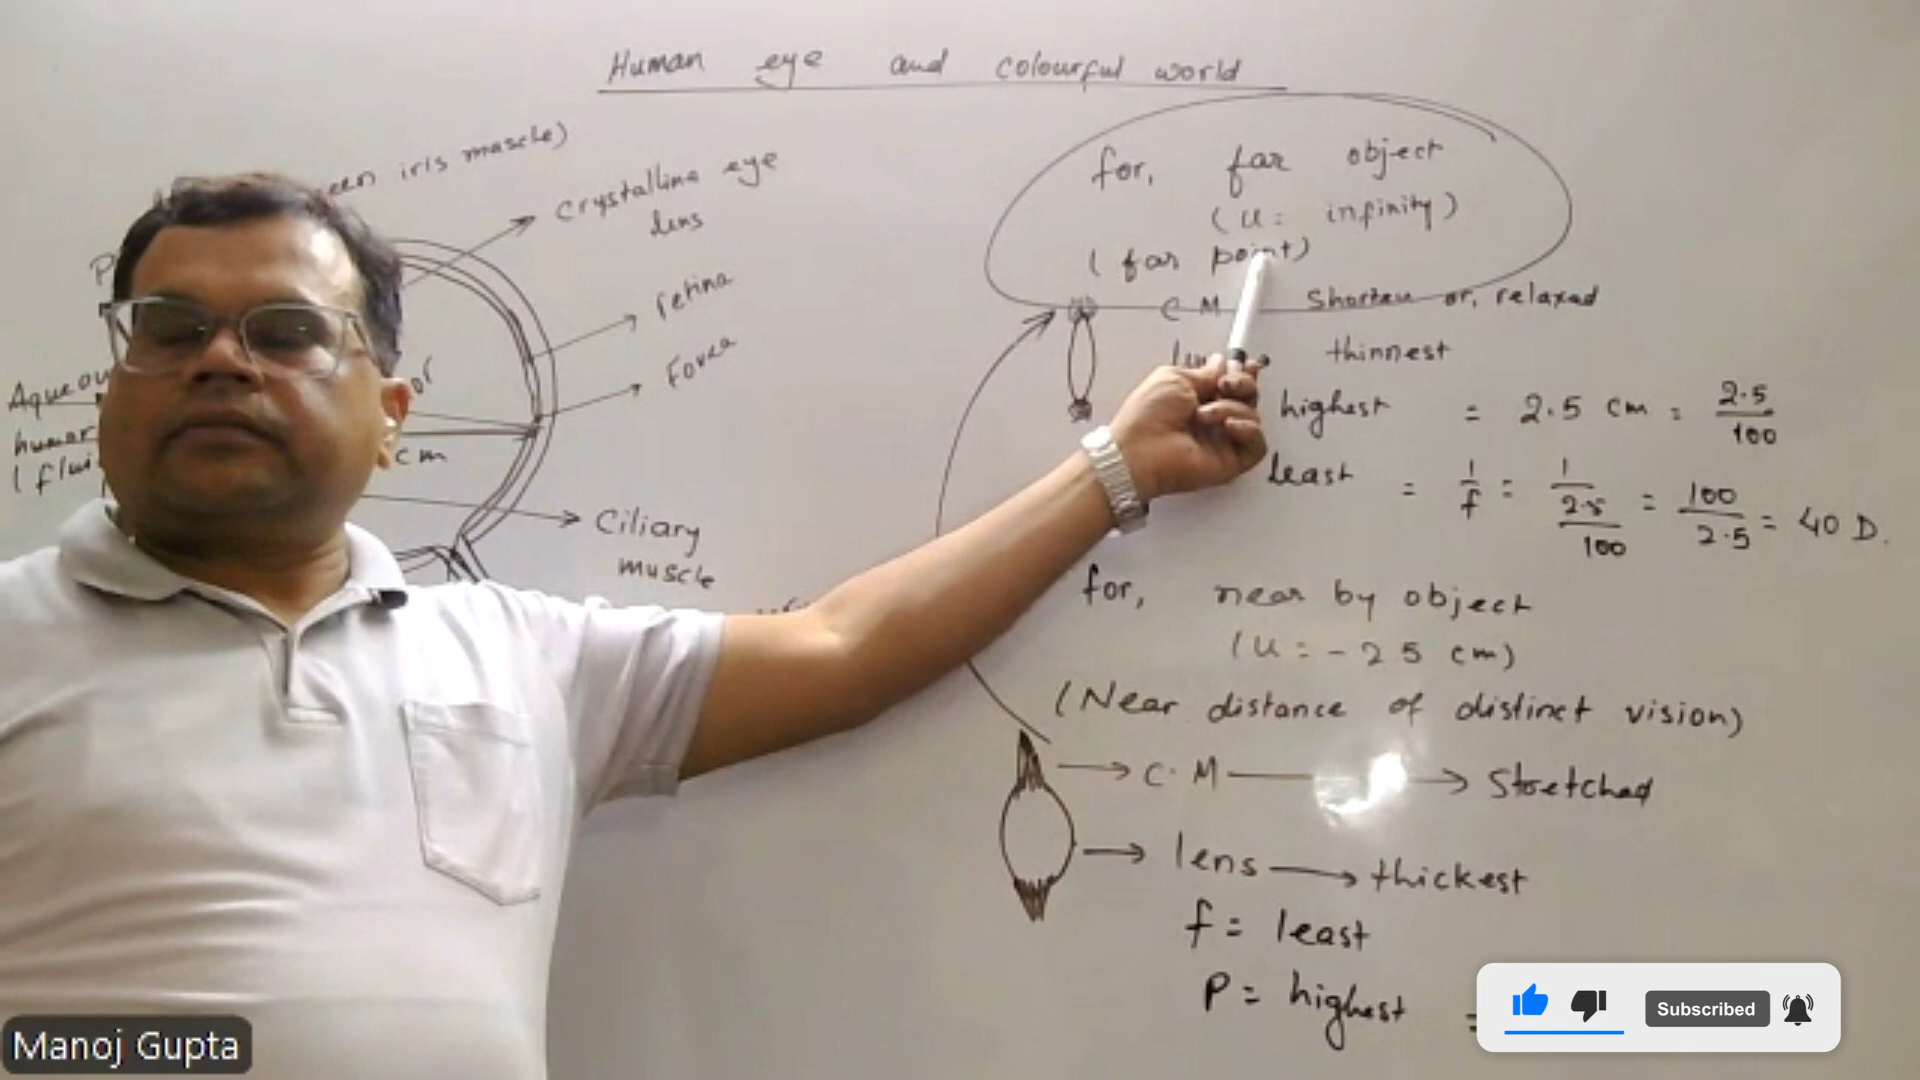 Human eye and colourful world
iris muscle)
Crystalline eye
lens
retina
Fovea
Aqueou
humor
(flui
cm
Ciliary
muscle
for, far object
(u = infinity)
(far point)
C M Shorten or, relaxed
thinnest
highest = 2.5 cm = 2.5/100
least = 1/f = 1/(2.5/100) = 100/2.5 = 40 D.
for, near by object
(u = -25 cm)
(Near distance of distinct vision)
→ C·M → Stretched
→ lens → thickest
f = least
P = highest =
Subscribed
Manoj Gupta